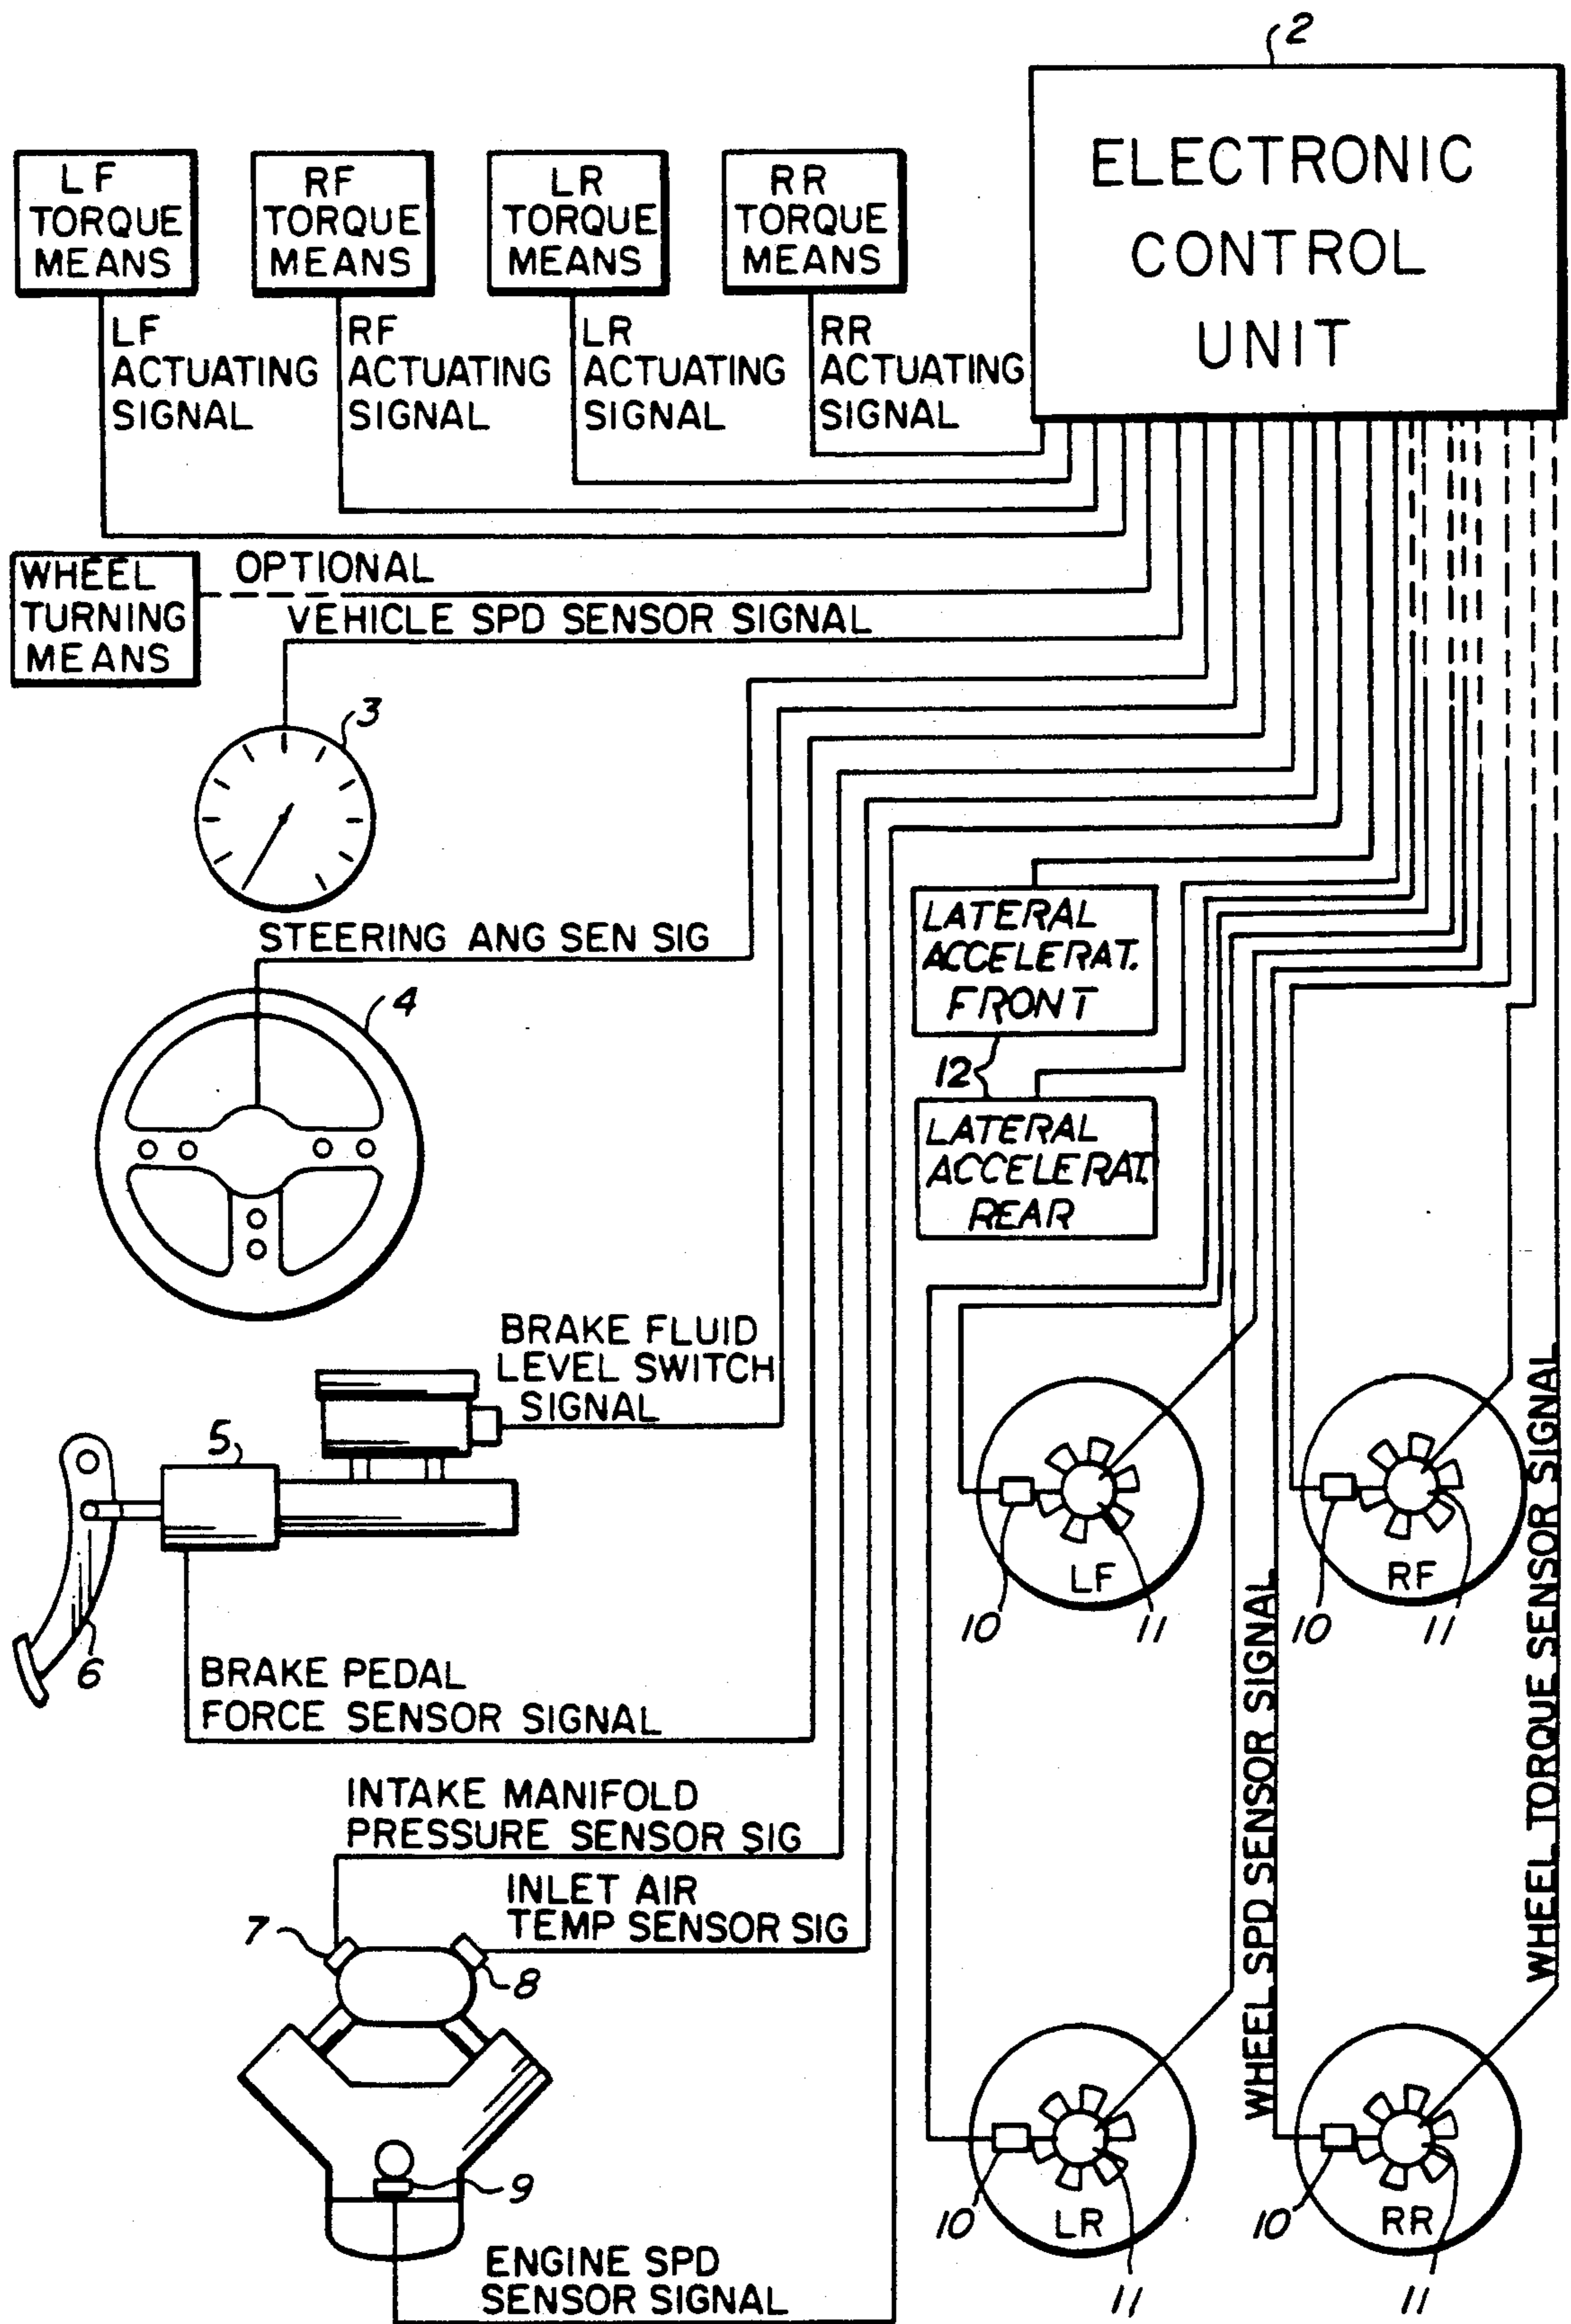 2
ELECTRONIC
CONTROL
UNIT
LF
TORQUE
MEANS
RF
TORQUE
MEANS
LR
TORQUE
MEANS
RR
TORQUE
MEANS
LF
ACTUATING
SIGNAL
RF
ACTUATING
SIGNAL
LR
ACTUATING
SIGNAL
RR
ACTUATING
SIGNAL
WHEEL
TURNING
MEANS
OPTIONAL
VEHICLE SPD SENSOR SIGNAL
3
STEERING ANG SEN SIG
4
LATERAL
ACCELERAT.
FRONT
12
LATERAL
ACCELERAT.
REAR
BRAKE FLUID
LEVEL SWITCH
SIGNAL
5
6
BRAKE PEDAL
FORCE SENSOR SIGNAL
INTAKE MANIFOLD
PRESSURE SENSOR SIG
INLET AIR
TEMP SENSOR SIG
7
8
9
ENGINE SPD
SENSOR SIGNAL
LF
10
11
RF
10
11
WHEEL SPD SENSOR SIGNAL
WHEEL TORQUE SENSOR SIGNAL
LR
10
11
RR
10
11